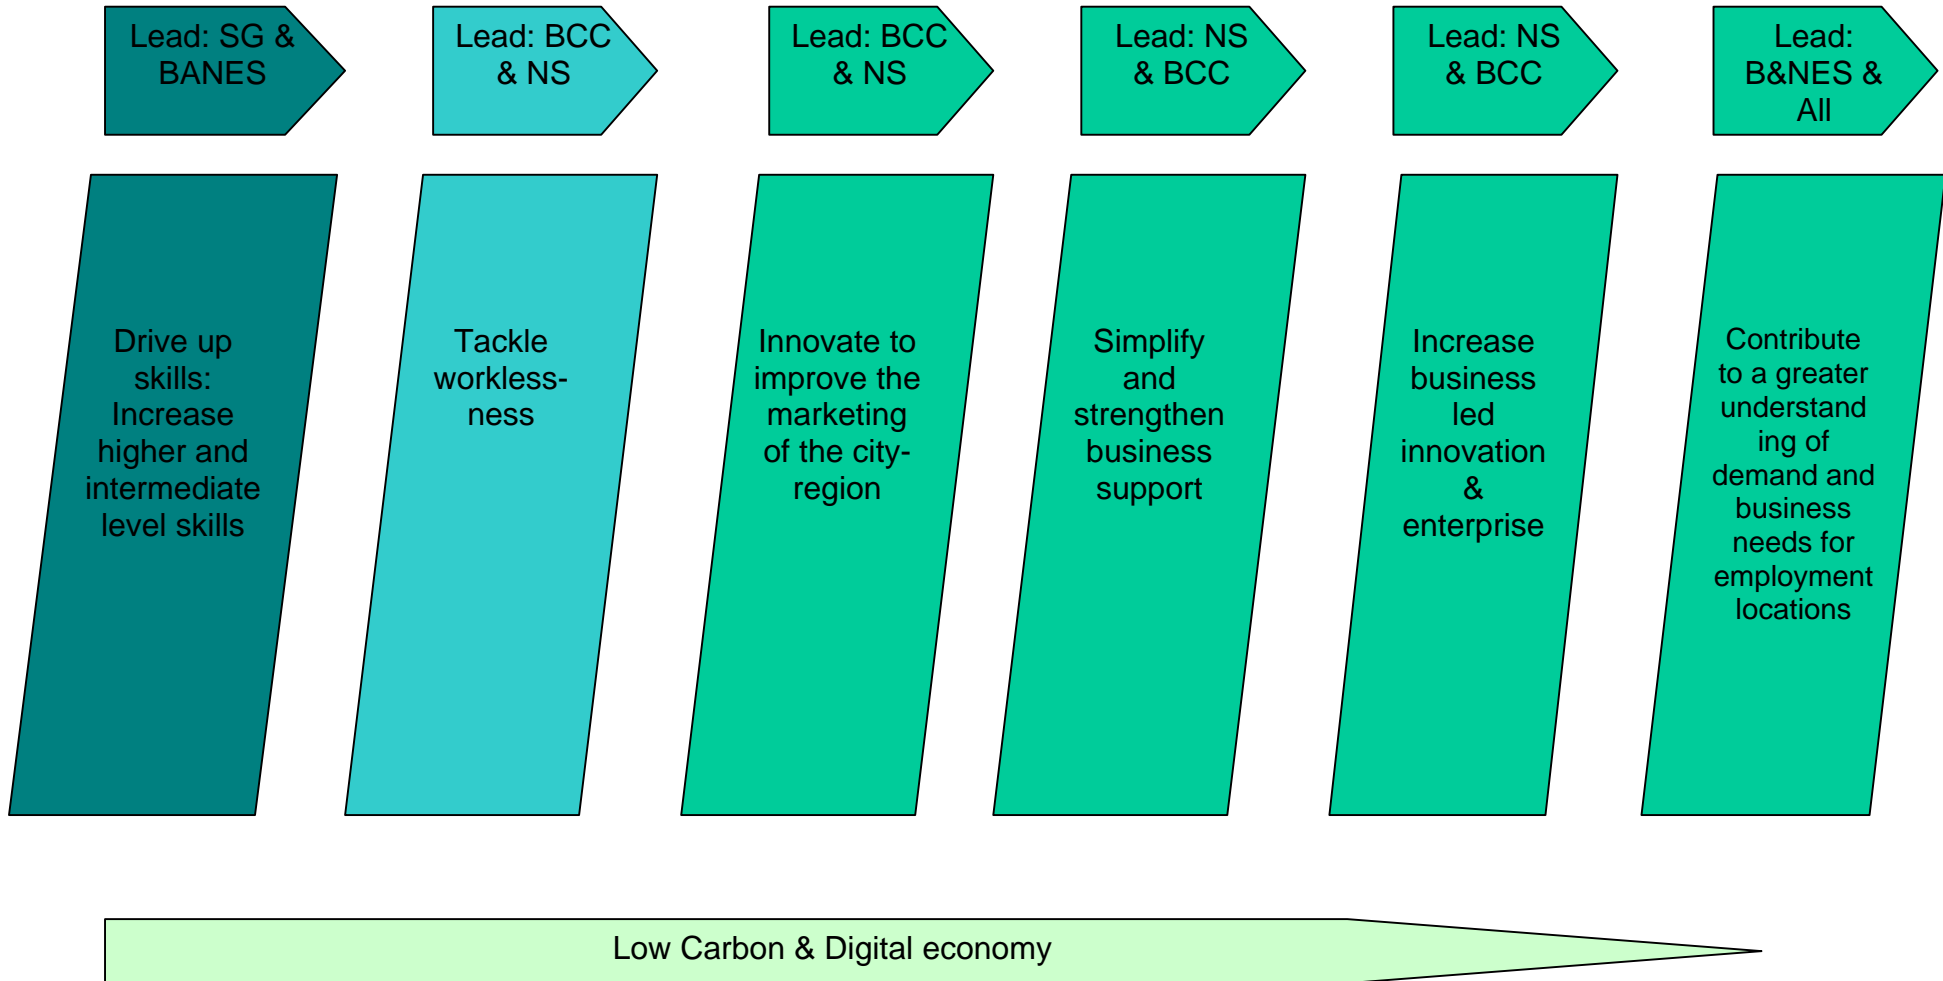 Lead: SG &
BANES
Lead: BCC
& NS
Lead: BCC
& NS
Lead: NS
& BCC
Lead: NS
& BCC
Lead:
B&NES &
All
Drive up
skills:
Increase
higher and
intermediate
level skills
Tackle
workless-
ness
Innovate to
improve the
marketing
of the city-
region
Simplify
and
strengthen
business
support
Increase
business
led
innovation
&
enterprise
Contribute
to a greater
understand
ing of
demand and
business
needs for
employment
locations
Low Carbon & Digital economy